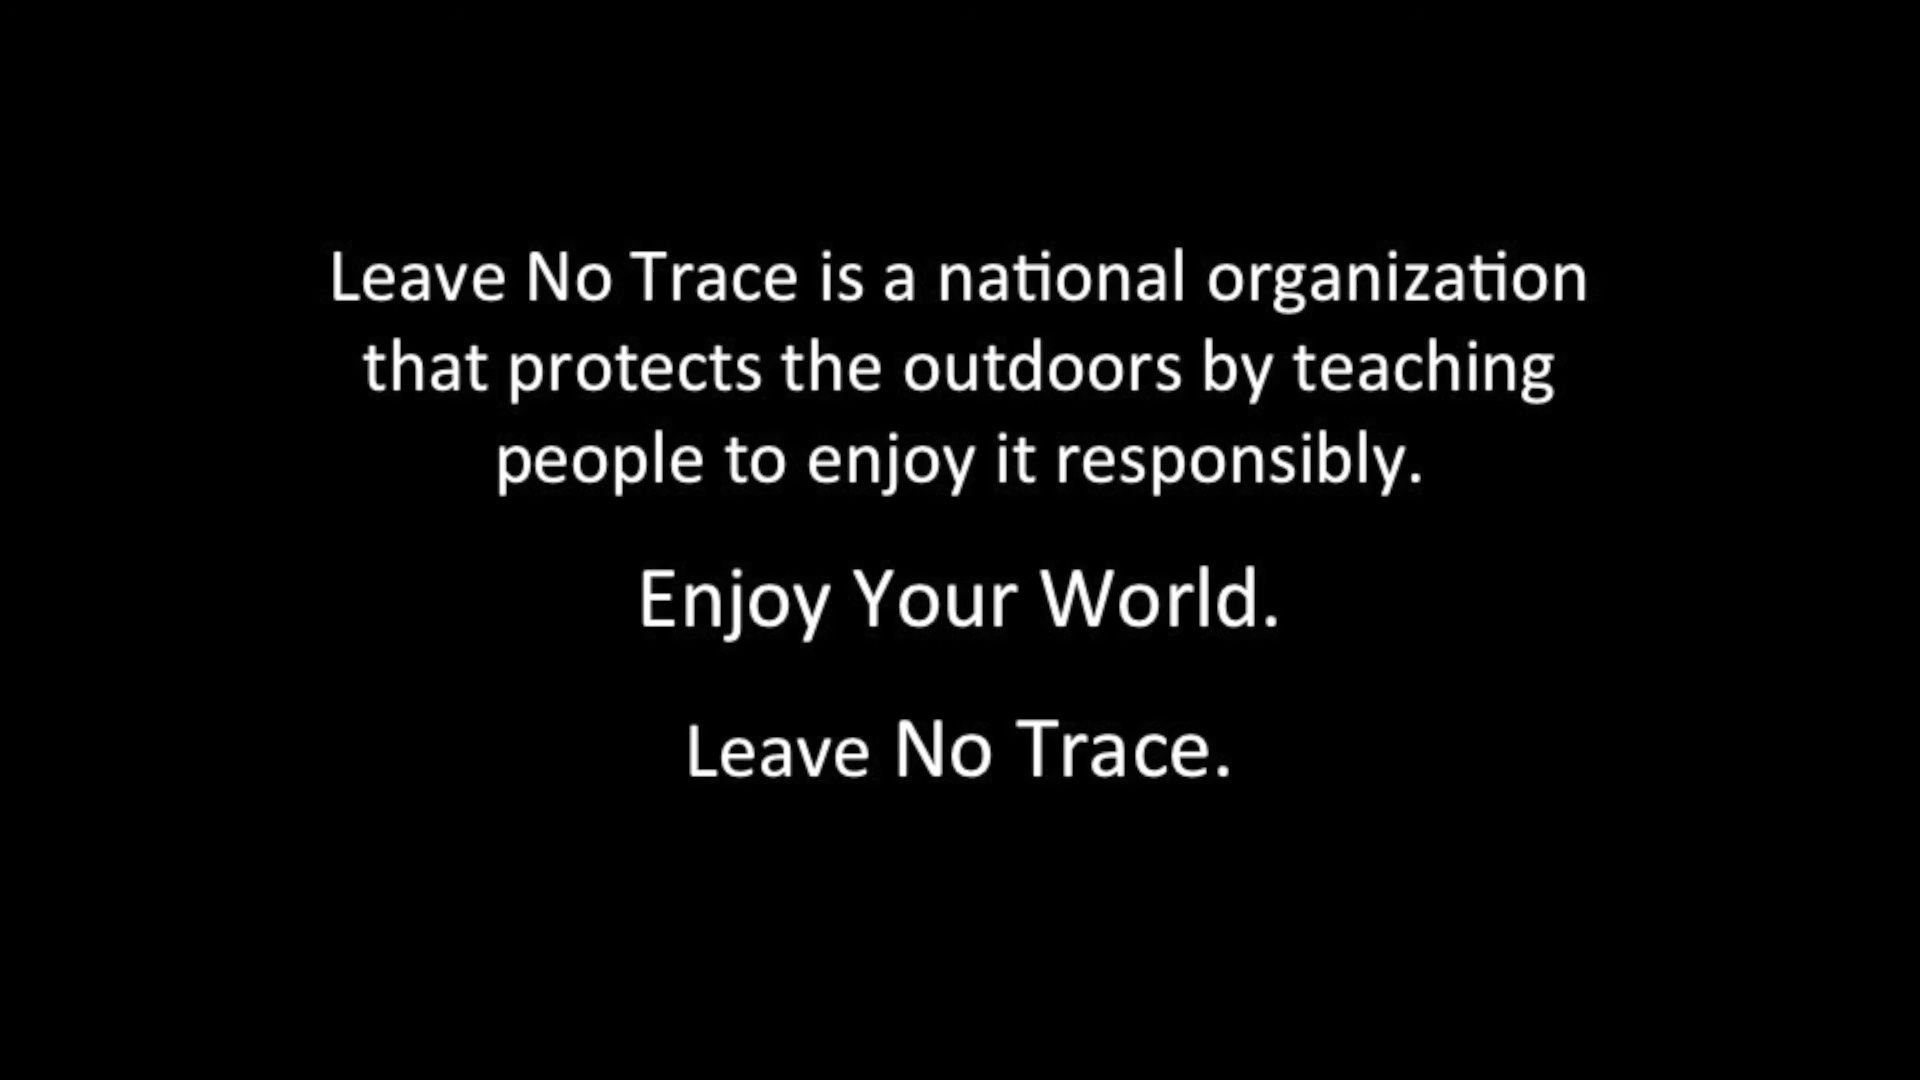 Leave No Trace is a national organization
that protects the outdoors by teaching
people to enjoy it responsibly.
Enjoy Your World.
Leave No Trace.